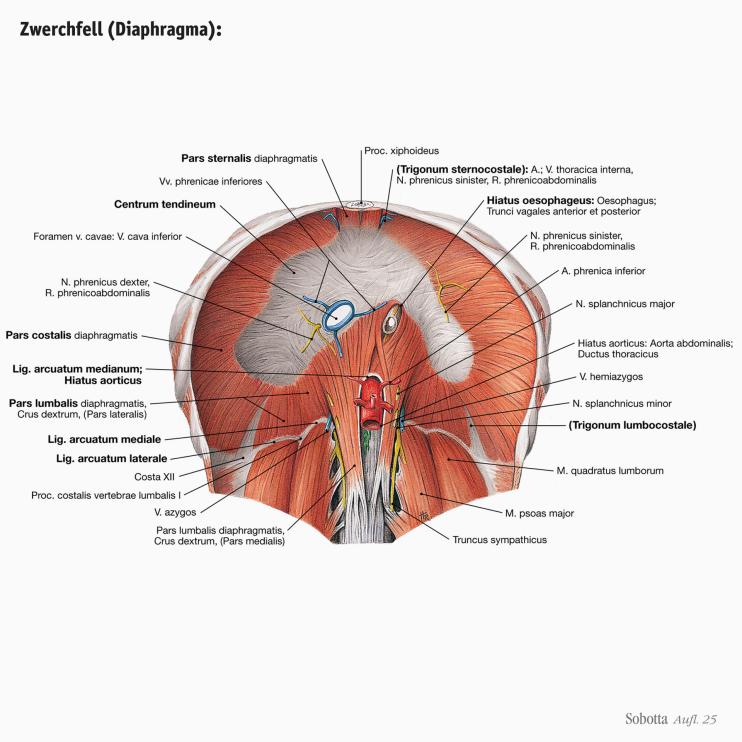 Zwerchfell (Diaphragma):
Proc. xiphoideus
Pars sternalis diaphragmatis
(Trigonum sternocostale): A.; V. thoracica interna,
N. phrenicus sinister, R. phrenicoabdominalis
Vv. phrenicae inferiores
Hiatus oesophageus: Oesophagus;
Trunci vagales anterior et posterior
Centrum tendineum
Foramen v. cavae: V. cava inferior
N. phrenicus sinister,
R. phrenicoabdominalis
A. phrenica inferior
N. phrenicus dexter,
R. phrenicoabdominalis
N. splanchnicus major
Pars costalis diaphragmatis
Hiatus aorticus: Aorta abdominalis;
Ductus thoracicus
Lig. arcuatum medianum;
Hiatus aorticus
V. hemiazygos
Pars lumbalis diaphragmatis,
Crus dextrum, (Pars lateralis)
N. splanchnicus minor
(Trigonum lumbocostale)
Lig. arcuatum mediale
Lig. arcuatum laterale
Costa XII
M. quadratus lumborum
Proc. costalis vertebrae lumbalis I
V. azygos
M. psoas major
Pars lumbalis diaphragmatis,
Crus dextrum, (Pars medialis)
Truncus sympathicus
Sobotta Aufl. 25